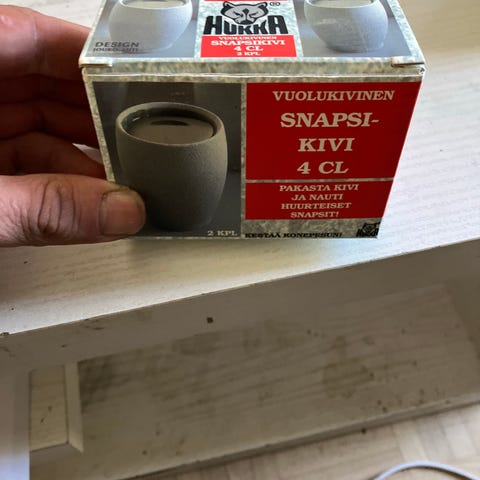 HUKKA®
DESIGN
VUOLUKIVINEN
SNAPSIKIVI
4 CL
2 KPL
VUOLUKIVINEN
SNAPSI-
KIVI
4 CL
PAKASTA KIVI
JA NAUTI
HUURTEISET
SNAPSIT!
2 KPL
KESTÄÄ KONEPESUN!